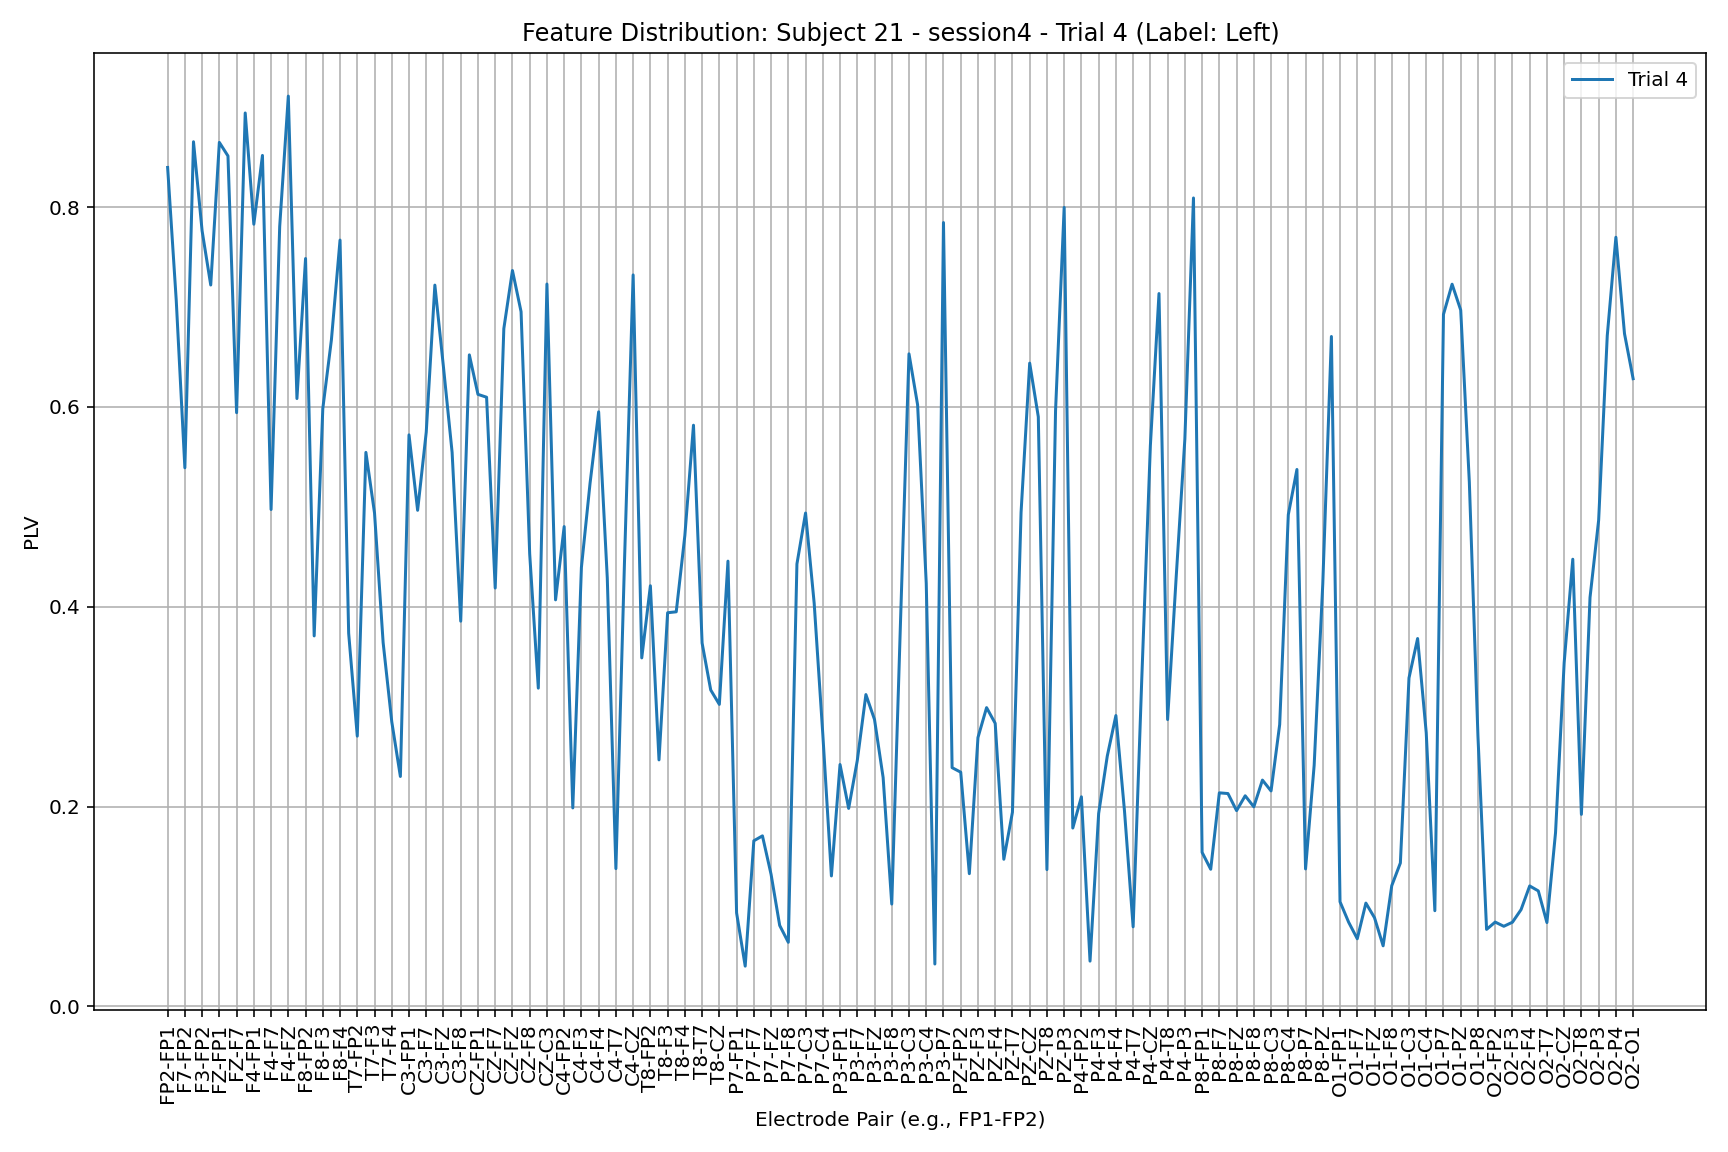 Feature Distribution: Subject 21 - session4 - Trial 4 (Label: Left)
Trial 4
PLV
0.8
0.6
0.4
0.2
0.0
FP2-FP1
F7-FP2
F3-FP2
FZ-FP1
FZ-F7
F4-FP1
F4-F7
F4-FZ
F8-FP2
F8-F3
F8-F4
T7-FP2
T7-F3
T7-F4
C3-FP1
C3-F7
C3-FZ
C3-F8
CZ-FP1
CZ-F7
CZ-FZ
CZ-F8
CZ-C3
C4-FP2
C4-F3
C4-F4
C4-T7
C4-CZ
T8-FP2
T8-F3
T8-F4
T8-T7
T8-CZ
P7-FP1
P7-F7
P7-FZ
P7-F8
P7-C3
P7-C4
P3-FP1
P3-F7
P3-FZ
P3-F8
P3-C3
P3-C4
P3-P7
PZ-FP2
PZ-F3
PZ-F4
PZ-T7
PZ-CZ
PZ-T8
PZ-P3
P4-FP2
P4-F3
P4-F4
P4-T7
P4-CZ
P4-T8
P4-P3
P8-FP1
P8-F7
P8-FZ
P8-F8
P8-C3
P8-C4
P8-P7
P8-PZ
O1-FP1
O1-F7
O1-FZ
O1-F8
O1-C3
O1-C4
O1-P7
O1-PZ
O1-P8
O2-FP2
O2-F3
O2-F4
O2-T7
O2-CZ
O2-T8
O2-P3
O2-P4
O2-O1
Electrode Pair (e.g., FP1-FP2)